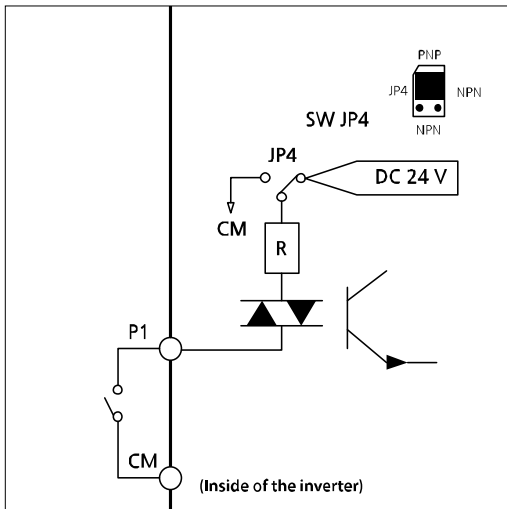 PNP
JP4
NPN
NPN
SW JP4
JP4
DC 24 V
CM
R
P1
CM
(Inside of the inverter)